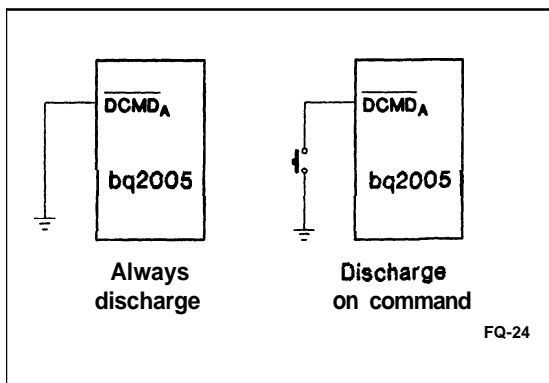 DCMD_A
bq2005
Always
discharge
DCMD_A
bq2005
Discharge
on command
FQ-24